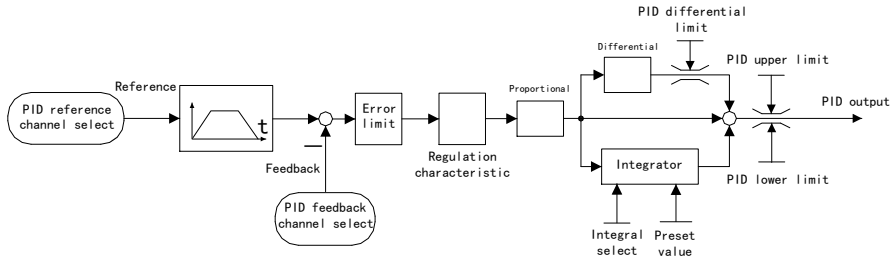 PID differential
limit
Differential
PID upper limit
Reference
Proportional
PID output
PID reference
channel select
t
Error
limit
Regulation
characteristic
Integrator
Feedback
PID lower limit
PID feedback
channel select
Integral
select
Preset
value